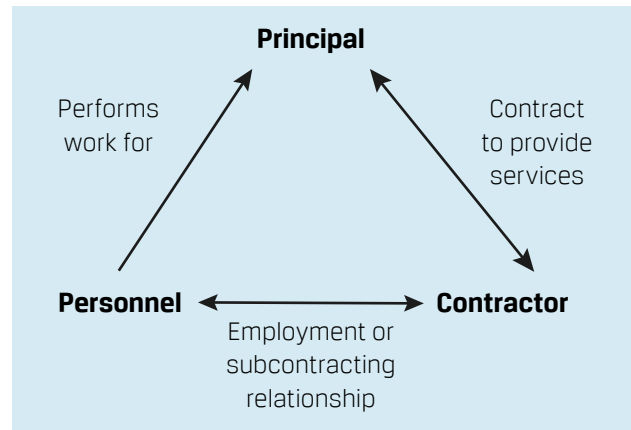 Principal
Performs
work for
Contract
to provide
services
Personnel
Contractor
Employment or
subcontracting
relationship